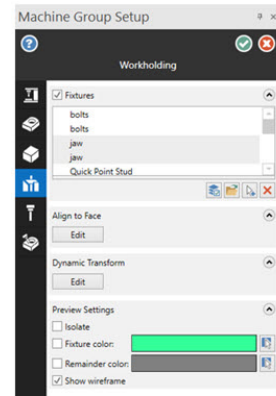 Machine Group Setup
Workholding
Fixtures
bolts
bolts
jaw
jaw
Quick Point Stud
Align to Face
Edit
Dynamic Transform
Edit
Preview Settings
Isolate
Fixture color:
Remainder color:
Show wireframe